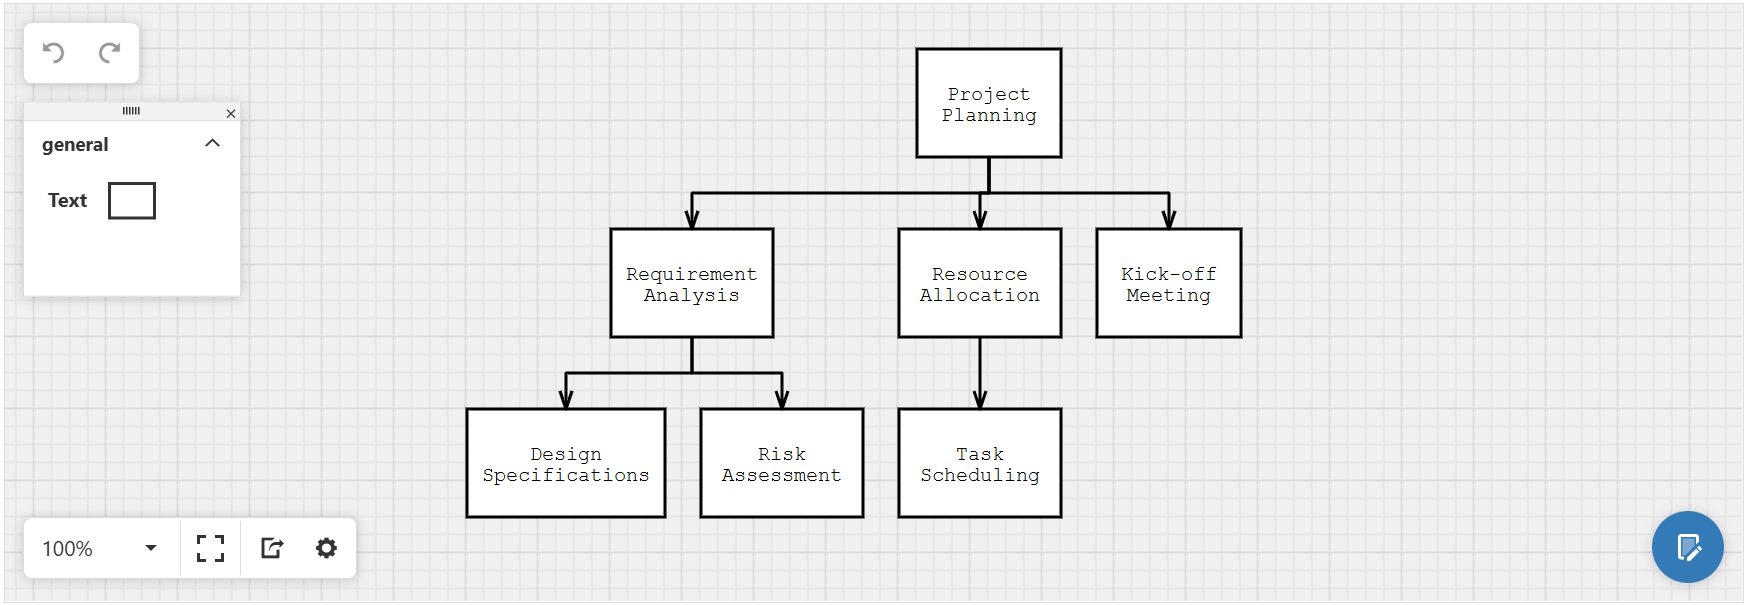 general
Text
Project
Planning
Requirement
Analysis
Resource
Allocation
Kick-off
Meeting
Design
Specifications
Risk
Assessment
Task
Scheduling
100%